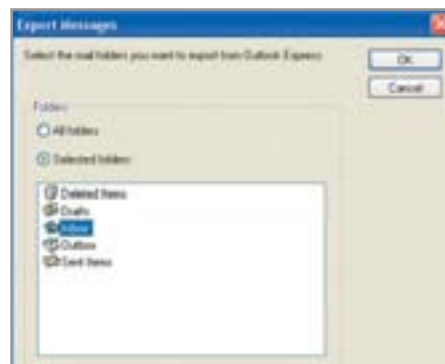 Export Messages
Select the mail folders you want to export from Outlook Express
OK
Cancel
Folders
All folders
Selected folders
Deleted Items
Drafts
Inbox
Outbox
Sent Items